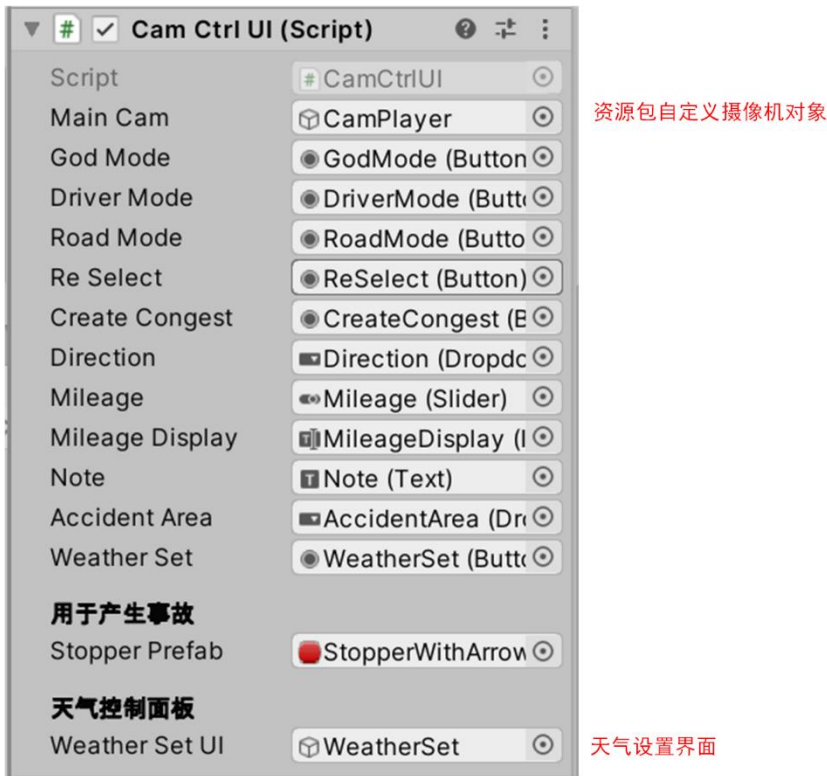 Cam Ctrl UI (Script)
Script CamCtrlUI
Main Cam CamPlayer 资源包自定义摄像机对象
God Mode GodMode (Button
Driver Mode DriverMode (Butt
Road Mode RoadMode (Butto
Re Select ReSelect (Button)
Create Congest CreateCongest (B
Direction Direction (Dropdc
Mileage Mileage (Slider)
Mileage Display MileageDisplay (I
Note Note (Text)
Accident Area AccidentArea (Dr
Weather Set WeatherSet (Butt
用于产生事故
Stopper Prefab StopperWithArrow
天气控制面板
Weather Set UI WeatherSet 天气设置界面